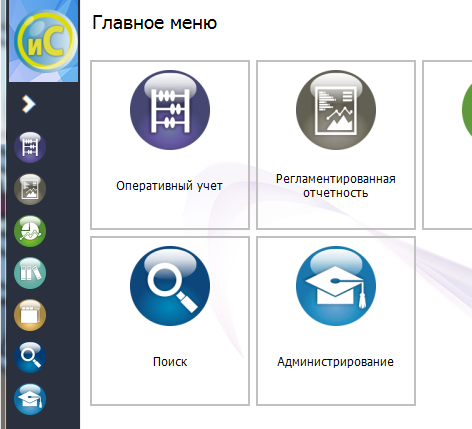 иС
Главное меню
Оперативный учет
Регламентированная
отчетность
Поиск
Администрирование